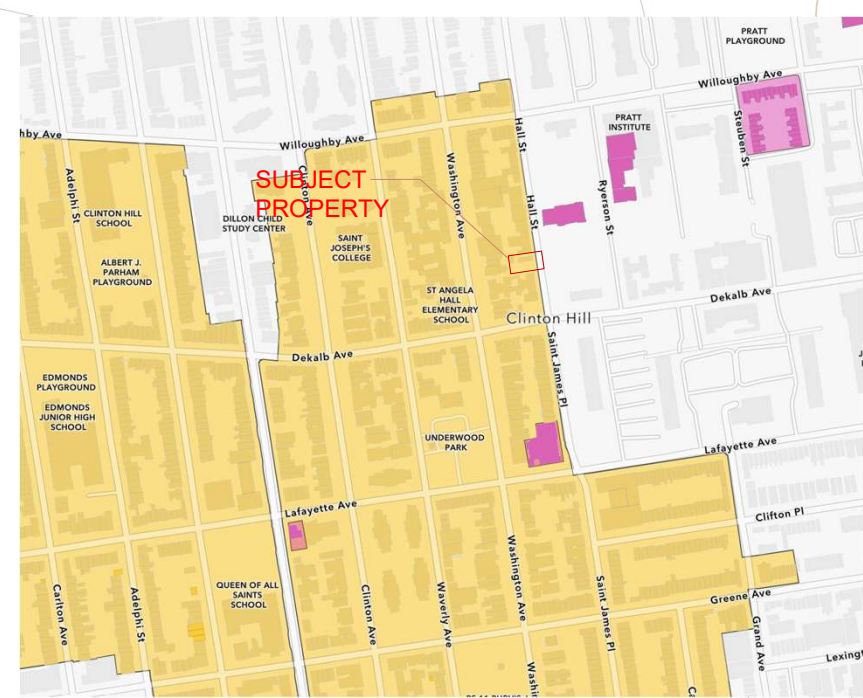 PRATT
PLAYGROUND
Willoughby Ave
Steuben St
PRATT
INSTITUTE
Ryerson St
Hall St
hby Ave
Willoughby Ave
Washington Ave
Adelphi St
Clinton Ave
SUBJECT
PROPERTY
Hall St
CLINTON HILL
SCHOOL
DILLON CHILD
STUDY CENTER
SAINT
JOSEPH'S
COLLEGE
ALBERT J.
PARHAM
PLAYGROUND
ST ANGELA
HALL
ELEMENTARY
SCHOOL
Dekalb Ave
Clinton Hill
Dekalb Ave
Saint James Pl
EDMONDS
PLAYGROUND
EDMONDS
JUNIOR HIGH
SCHOOL
UNDERWOOD
PARK
Lafayette Ave
Lafayette Ave
Clifton Pl
Washington Ave
Saint James Pl
QUEEN OF ALL
SAINTS
SCHOOL
Carlton Ave
Adelphi St
Clinton Ave
Waverly Ave
Greene Ave
Grand Ave
Lexing
Wash